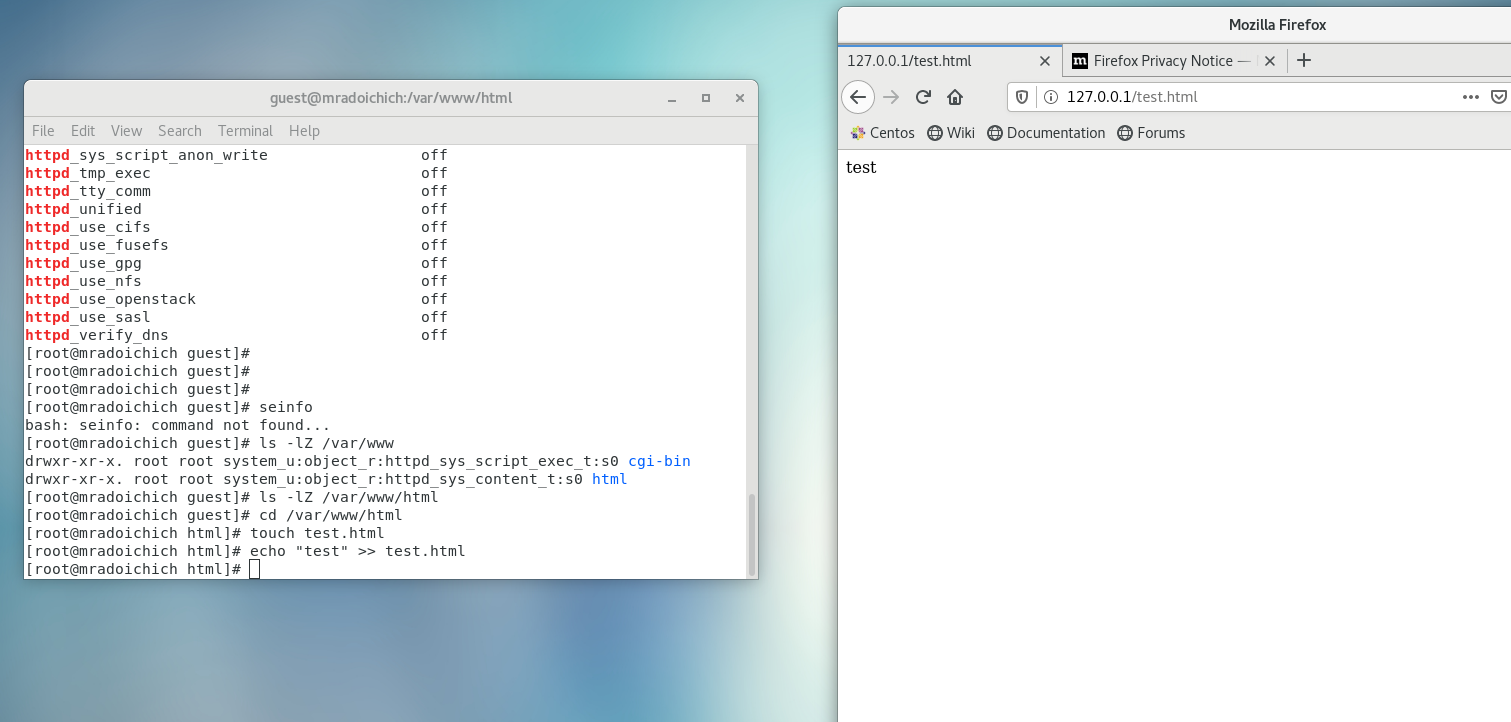 guest@mradoichich:/var/www/html
File Edit View Search Terminal Help
httpd_sys_script_anon_write off
httpd_tmp_exec off
httpd_tty_comm off
httpd_unified off
httpd_use_cifs off
httpd_use_fusefs off
httpd_use_gpg off
httpd_use_nfs off
httpd_use_openstack off
httpd_use_sasl off
httpd_verify_dns off
[root@mradoichich guest]#
[root@mradoichich guest]#
[root@mradoichich guest]#
[root@mradoichich guest]# seinfo
bash: seinfo: command not found...
[root@mradoichich guest]# ls -lZ /var/www
drwxr-xr-x. root root system_u:object_r:httpd_sys_script_exec_t:s0 cgi-bin
drwxr-xr-x. root root system_u:object_r:httpd_sys_content_t:s0 html
[root@mradoichich guest]# ls -lZ /var/www/html
[root@mradoichich guest]# cd /var/www/html
[root@mradoichich html]# touch test.html
[root@mradoichich html]# echo "test" >> test.html
[root@mradoichich html]#
Mozilla Firefox
127.0.0.1/test.html
m Firefox Privacy Notice —
127.0.0.1/test.html
Centos Wiki Documentation Forums
test